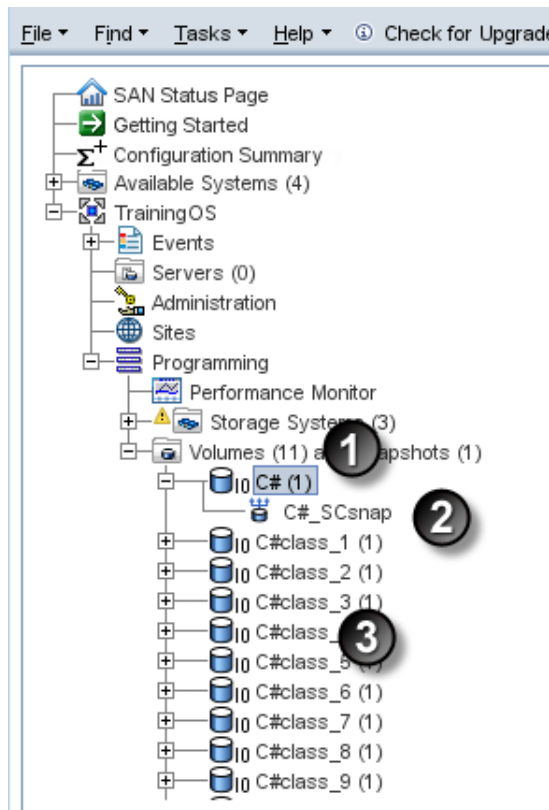 File Find Tasks Help Check for Upgrade
SAN Status Page
Getting Started
Configuration Summary
Available Systems (4)
TrainingOS
Events
Servers (0)
Administration
Sites
Programming
Performance Monitor
Storage Systems (3)
Volumes (11) a apshots (1)
1
C# (1)
C#_SCsnap
2
C#class_1 (1)
C#class_2 (1)
C#class_3 (1)
C#class_
3
C#class_5 (1)
C#class_6 (1)
C#class_7 (1)
C#class_8 (1)
C#class_9 (1)